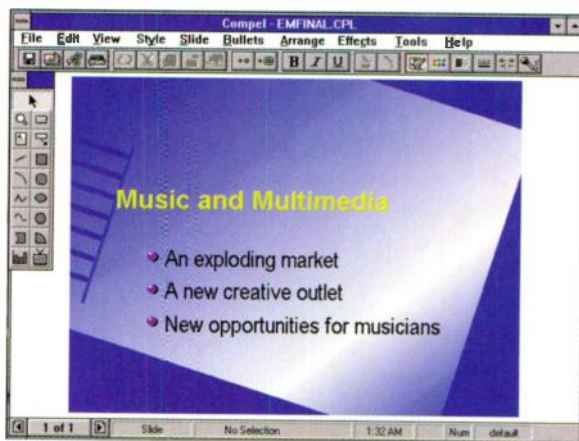 Compel - EMFINAL.CPL
File Edit View Style Slide Bullets Arrange Effects Tools Help
B I U
Music and Multimedia
An exploding market
A new creative outlet
New opportunities for musicians
1 of 1 Slide No Selection 1:32 AM Num default